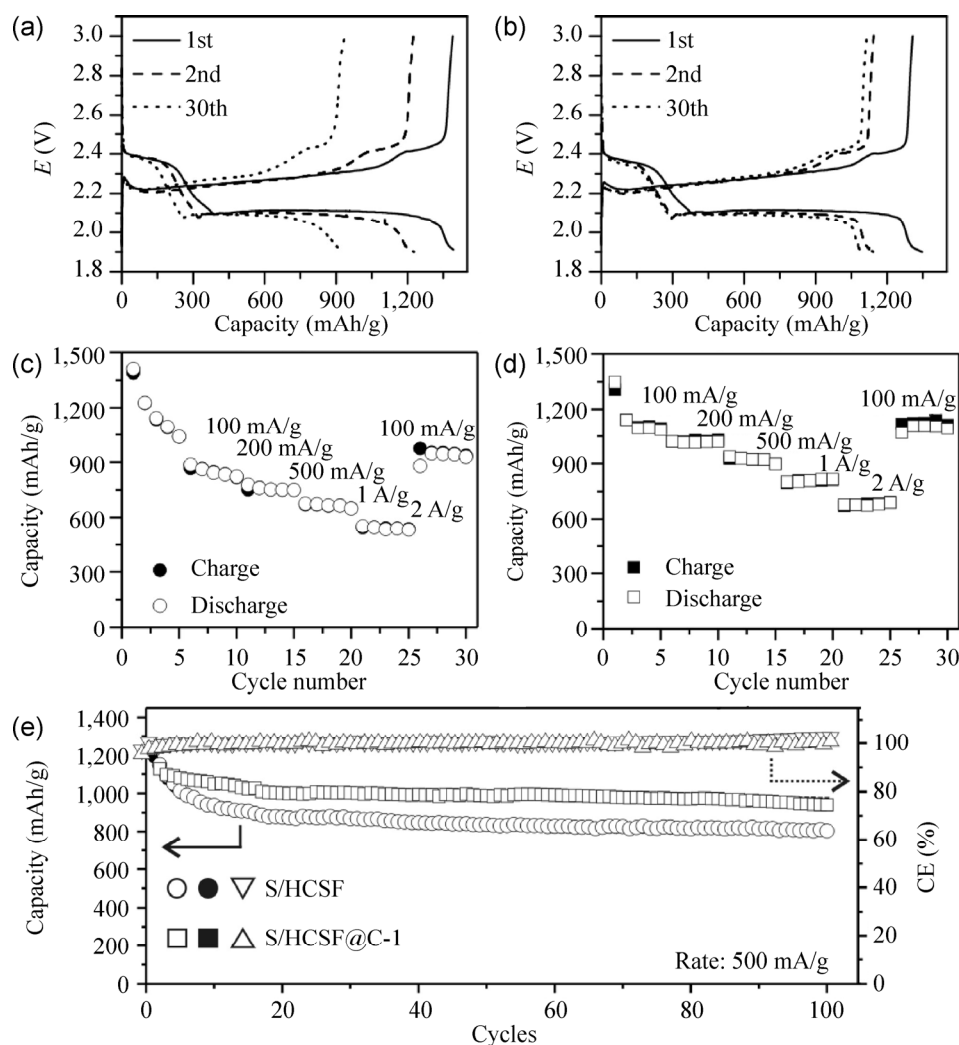 (a)
3.0
2.8
2.6
2.4
2.2
2.0
1.8
E (V)
1st
2nd
30th
0 300 600 900 1,200
Capacity (mAh/g)
(b)
3.0
2.8
2.6
2.4
2.2
2.0
1.8
E (V)
1st
2nd
30th
0 300 600 900 1,200
Capacity (mAh/g)
(c)
1,500
1,200
900
600
300
0
Capacity (mAh/g)
100 mA/g
200 mA/g
500 mA/g
1 A/g
2 A/g
100 mA/g
Charge
Discharge
0 5 10 15 20 25 30
Cycle number
(d)
1,500
1,200
900
600
300
0
Capacity (mAh/g)
100 mA/g
200 mA/g
500 mA/g
1 A/g
2 A/g
100 mA/g
Charge
Discharge
0 5 10 15 20 25 30
Cycle number
(e)
1,400
1,200
1,000
800
600
400
200
0
Capacity (mAh/g)
S/HCSF
S/HCSF@C-1
Rate: 500 mA/g
100
80
60
40
20
0
CE (%)
0 20 40 60 80 100
Cycles